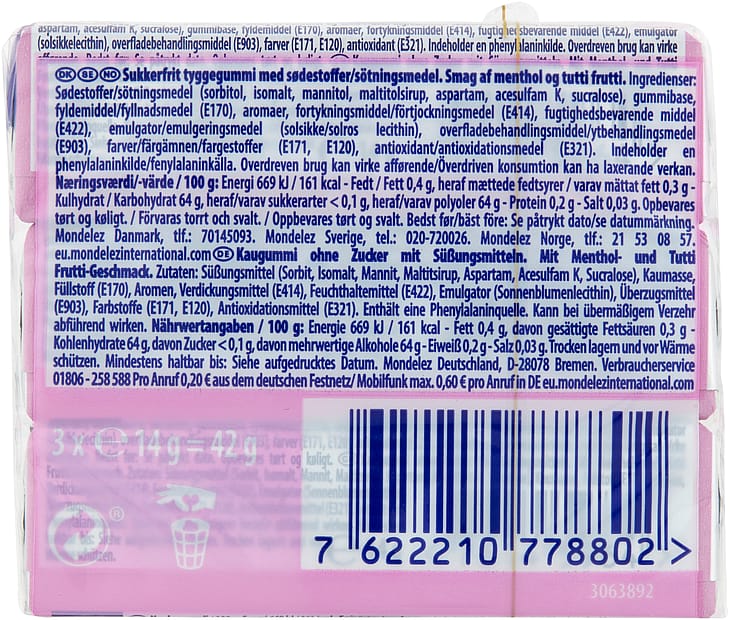 aspartam, acesulfam K, sucralose), gummibase, fyldemiddel (E170), aromaer, fortykningsmiddel (E414), fugtighedsbevarende middel (E422), emulgator
(solsikkelecithin), overfladebehandlingsmiddel (E903), farver (E171, E120), antioxidant (E321). Indeholder en phenylalaninkilde. Overdreven brug kan virke
DK SE NO Sukkerfrit tyggegummi med sødestoffer/sötningsmedel. Smag af menthol og tutti frutti. Ingredienser:
Sødestoffer/sötningsmedel (sorbitol, isomalt, mannitol, maltitolsirup, aspartam, acesulfam K, sucralose), gummibase,
fyldemiddel/fyllnadsmedel (E170), aromaer, fortykningsmiddel/förtjockningsmedel (E414), fugtighedsbevarende middel
(E422), emulgator/emulgeringsmedel (solsikke/solros lecithin), overfladebehandlingsmiddel/ytbehandlingsmedel
(E903), farver/färgämnen/fargestoffer (E171, E120), antioxidant/antioxidationsmedel (E321). Indeholder en
phenylalaninkilde/fenylalaninkälla. Overdreven brug kan virke afførende/Överdriven konsumtion kan ha laxerande verkan.
Næringsværdi/-värde / 100 g: Energi 669 kJ / 161 kcal - Fedt / Fett 0,4 g, heraf mættede fedtsyrer / varav mättat fett 0,3 g -
Kulhydrat / Karbohydrat 64 g, heraf/varav sukkerarter < 0,1 g, heraf/varav polyoler 64 g - Protein 0,2 g - Salt 0,03 g. Opbevares
tørt og køligt. / Förvaras torrt och svalt. / Oppbevares tørt og svalt. Bedst før/bäst före: Se påtrykt dato/se datummärkning.
Mondelez Danmark, tlf.: 70145093. Mondelez Sverige, tel.: 020-720026. Mondelez Norge, tlf.: 21 53 08 57.
eu.mondelezinternational.com DE Kaugummi ohne Zucker mit Süßungsmitteln. Mit Menthol- und Tutti
Frutti-Geschmack. Zutaten: Süßungsmittel (Sorbit, Isomalt, Mannit, Maltitsirup, Aspartam, Acesulfam K, Sucralose), Kaumasse,
Füllstoff (E170), Aromen, Verdickungsmittel (E414), Feuchthaltemittel (E422), Emulgator (Sonnenblumenlecithin), Überzugsmittel
(E903), Farbstoffe (E171, E120), Antioxidationsmittel (E321). Enthält eine Phenylalaninquelle. Kann bei übermäßigem Verzehr
abführend wirken. Nährwertangaben / 100 g: Energie 669 kJ / 161 kcal - Fett 0,4 g, davon gesättigte Fettsäuren 0,3 g -
Kohlenhydrate 64 g, davon Zucker < 0,1 g, davon mehrwertige Alkohole 64 g - Eiweiß 0,2 g - Salz 0,03 g. Trocken lagern und vor Wärme
schützen. Mindestens haltbar bis: Siehe aufgedrucktes Datum. Mondelez Deutschland, D-28078 Bremen. Verbraucherservice
01806 - 258 588 Pro Anruf 0,20 € aus dem deutschen Festnetz/ Mobilfunk max. 0,60 € pro Anruf in DE eu.mondelezinternational.com
3 x 14 g = 42 g
®
7 622210 778802 >
3063892